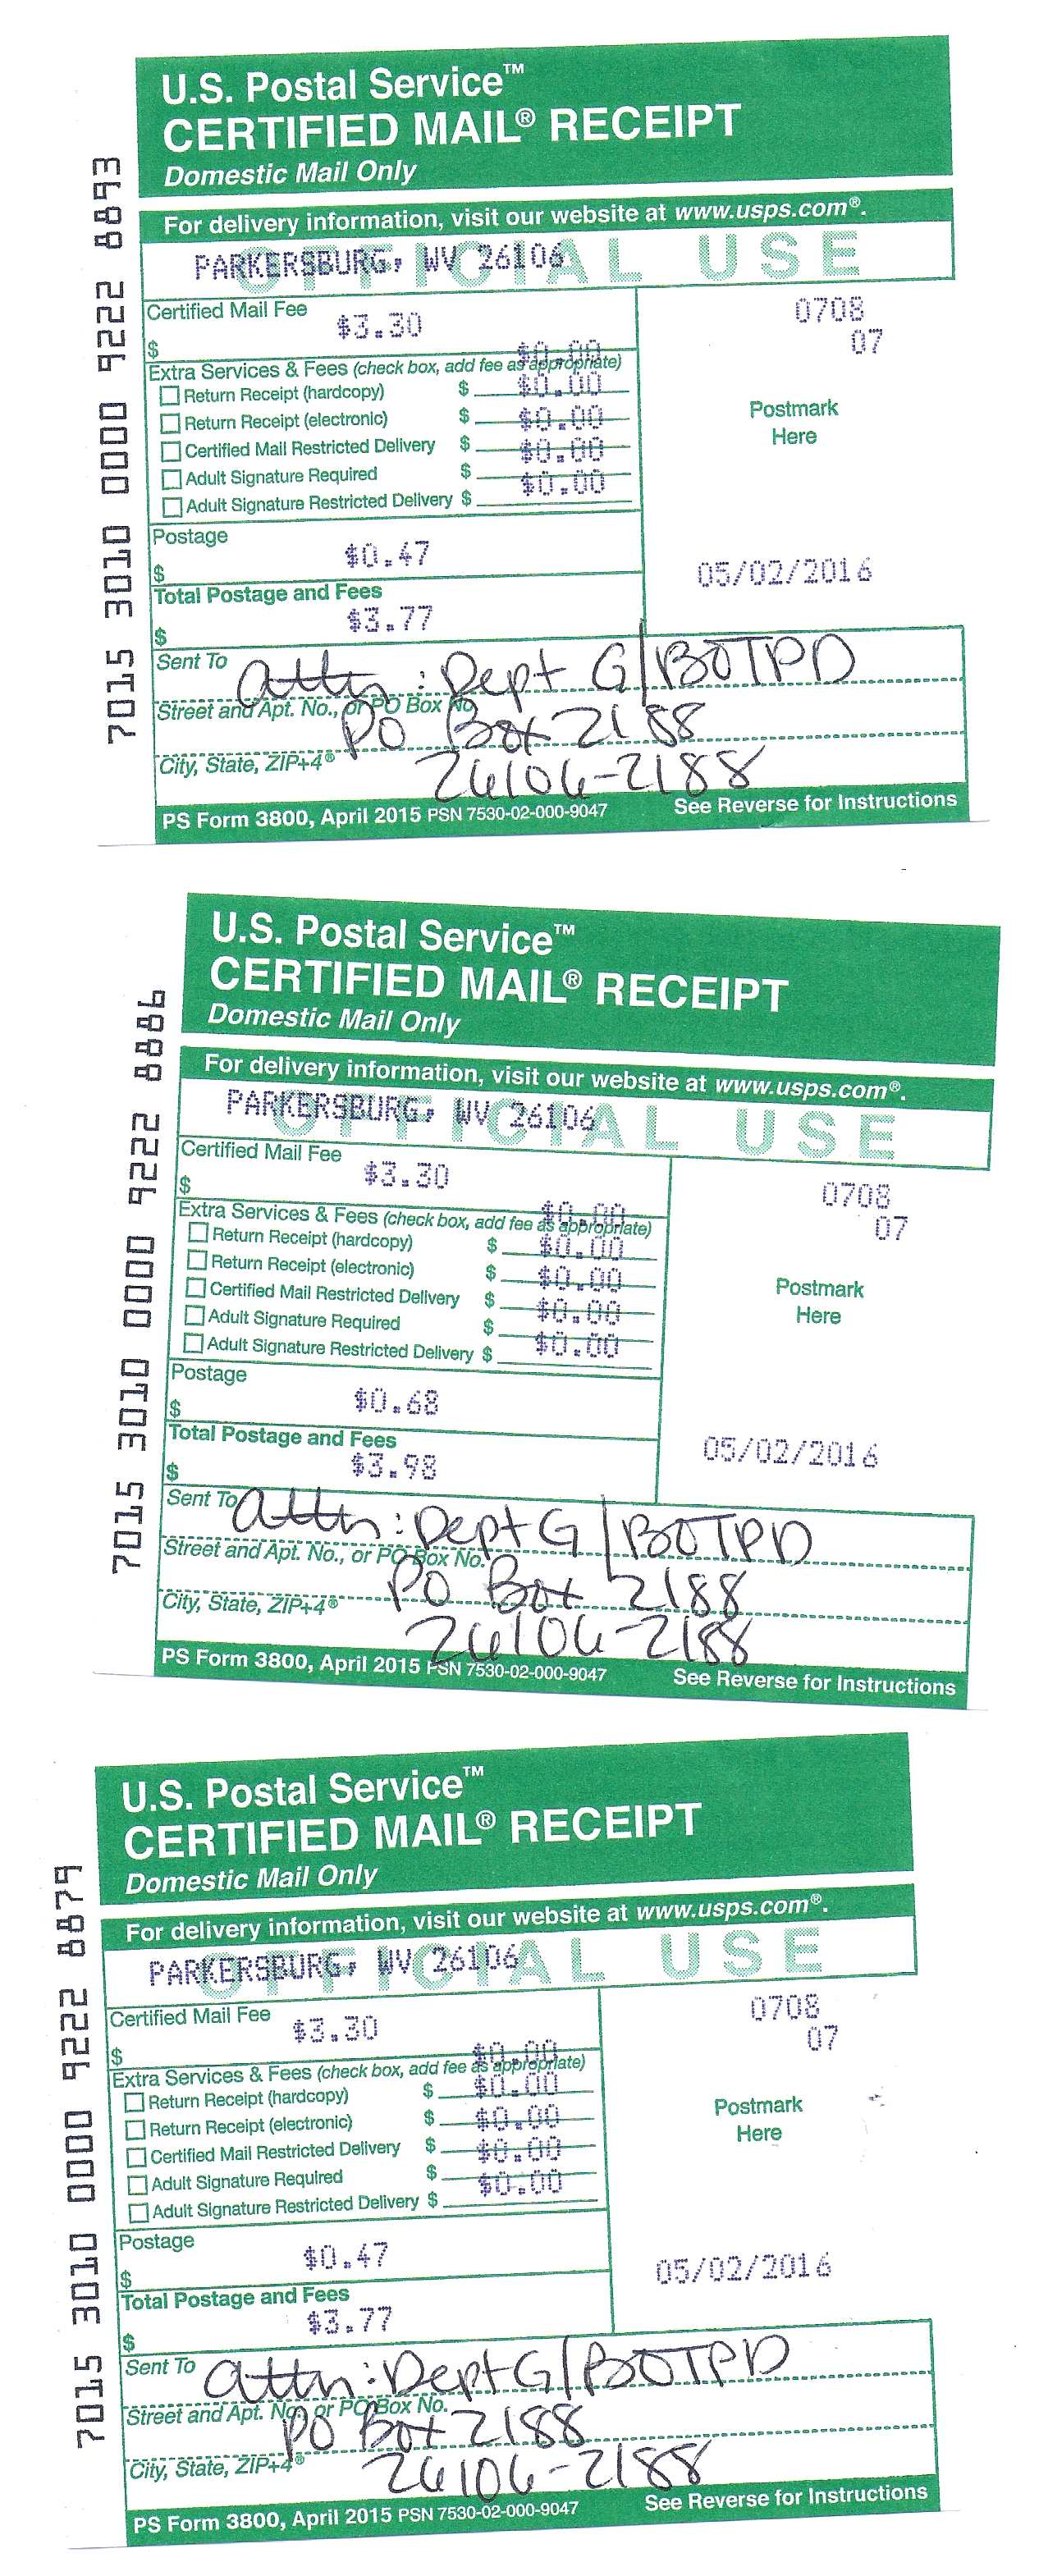 U.S. Postal Service™
CERTIFIED MAIL® RECEIPT
Domestic Mail Only
For delivery information, visit our website at www.usps.com®.
OFFICIAL USE
PARKERSBURG, WV 26106
Certified Mail Fee
$3.30
$
0708
07
$0.00
Extra Services & Fees (check box, add fee as appropriate)
Return Receipt (hardcopy) $ $0.00
Return Receipt (electronic) $ $0.00
Certified Mail Restricted Delivery $ $0.00
Adult Signature Required $ $0.00
Adult Signature Restricted Delivery $
Postmark
Here
Postage
$0.47
$
05/02/2016
Total Postage and Fees
$3.77
$
Sent To
attn: Dept G/BOTPD
Street and Apt. No., or PO Box No.
PO Box 2188
City, State, ZIP+4®
26106-2188
PS Form 3800, April 2015 PSN 7530-02-000-9047 See Reverse for Instructions
7015 3010 0000 9222 8893
U.S. Postal Service™
CERTIFIED MAIL® RECEIPT
Domestic Mail Only
For delivery information, visit our website at www.usps.com®.
OFFICIAL USE
PARKERSBURG, WV 26106
Certified Mail Fee
$3.30
$
0708
07
$0.00
Extra Services & Fees (check box, add fee as appropriate)
Return Receipt (hardcopy) $ $0.00
Return Receipt (electronic) $ $0.00
Certified Mail Restricted Delivery $ $0.00
Adult Signature Required $ $0.00
Adult Signature Restricted Delivery $
Postmark
Here
Postage
$0.68
$
05/02/2016
Total Postage and Fees
$3.98
$
Sent To
attn: Dept G/BOTPD
Street and Apt. No., or PO Box No.
PO Box 2188
City, State, ZIP+4®
26106-2188
PS Form 3800, April 2015 PSN 7530-02-000-9047 See Reverse for Instructions
7015 3010 0000 9222 8886
U.S. Postal Service™
CERTIFIED MAIL® RECEIPT
Domestic Mail Only
For delivery information, visit our website at www.usps.com®.
OFFICIAL USE
PARKERSBURG, WV 26106
Certified Mail Fee
$3.30
$
0708
07
$0.00
Extra Services & Fees (check box, add fee as appropriate)
Return Receipt (hardcopy) $ $0.00
Return Receipt (electronic) $ $0.00
Certified Mail Restricted Delivery $ $0.00
Adult Signature Required $ $0.00
Adult Signature Restricted Delivery $
Postmark
Here
Postage
$0.47
$
05/02/2016
Total Postage and Fees
$3.77
$
Sent To
attn: Dept G/BOTPD
Street and Apt. No., or PO Box No.
PO Box 2188
City, State, ZIP+4®
26106-2188
PS Form 3800, April 2015 PSN 7530-02-000-9047 See Reverse for Instructions
7015 3010 0000 9222 8879